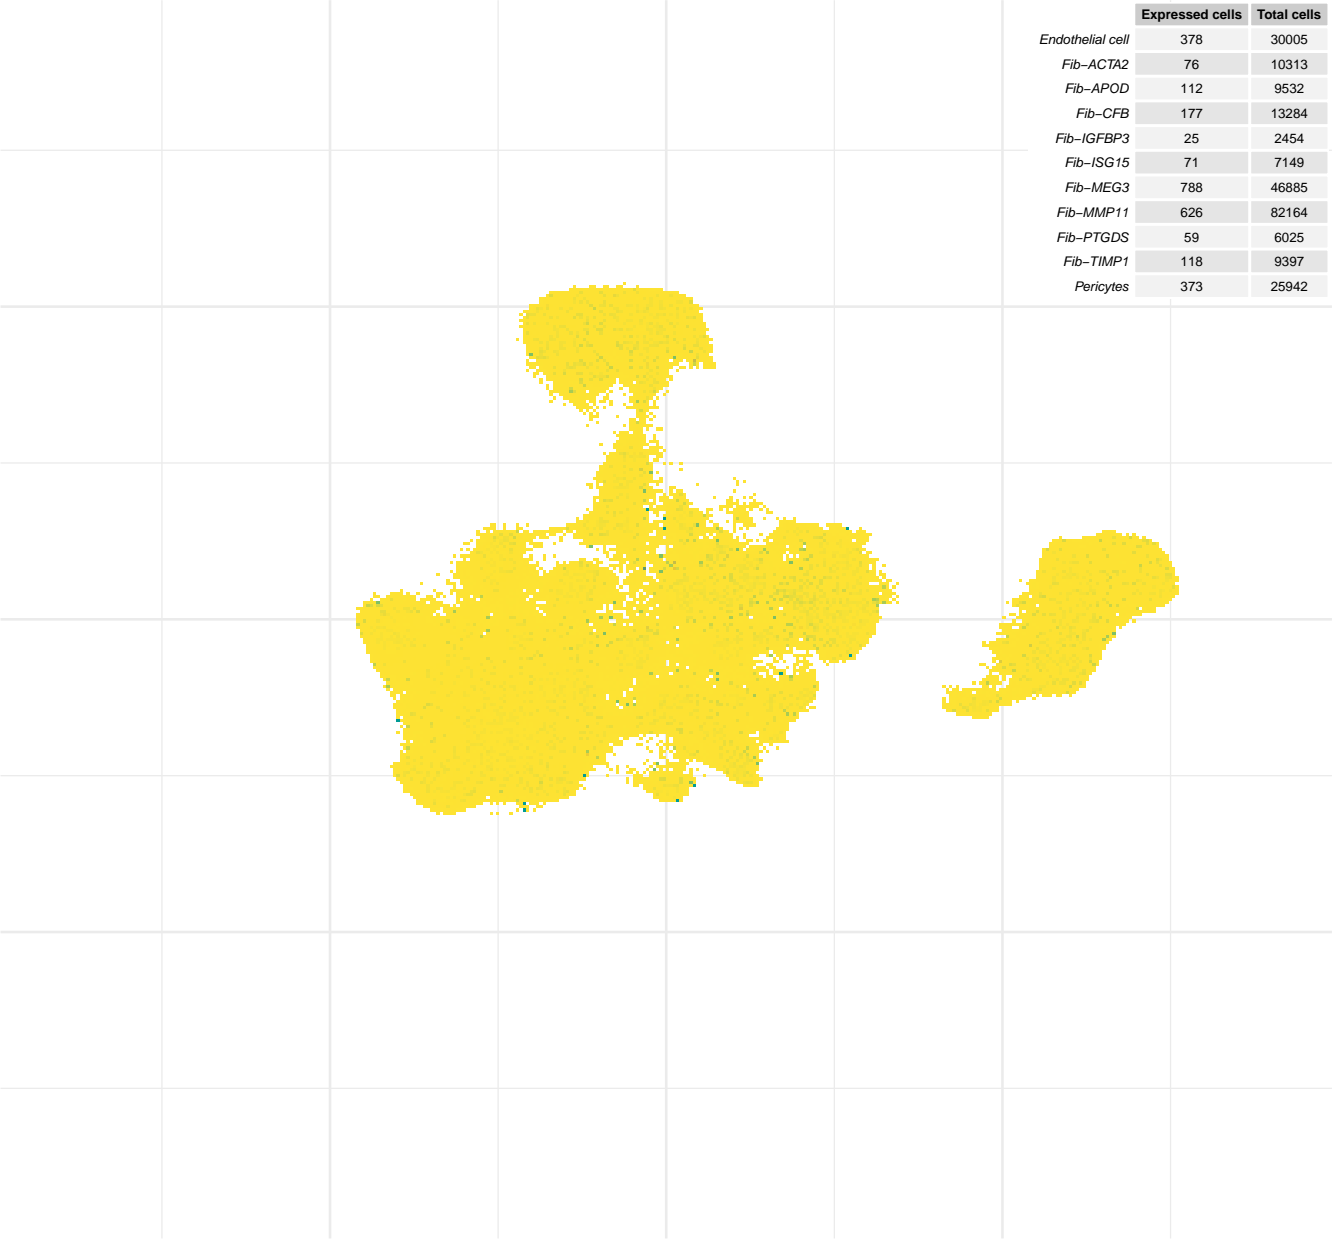 Expressed cells Total cells
Endothelial cell 378 30005
Fib−ACTA2 76 10313
Fib−APOD 112 9532
Fib−CFB 177 13284
Fib−IGFBP3 25 2454
Fib−ISG15 71 7149
Fib−MEG3 788 46885
Fib−MMP11 626 82164
Fib−PTGDS 59 6025
Fib−TIMP1 118 9397
Pericytes 373 25942